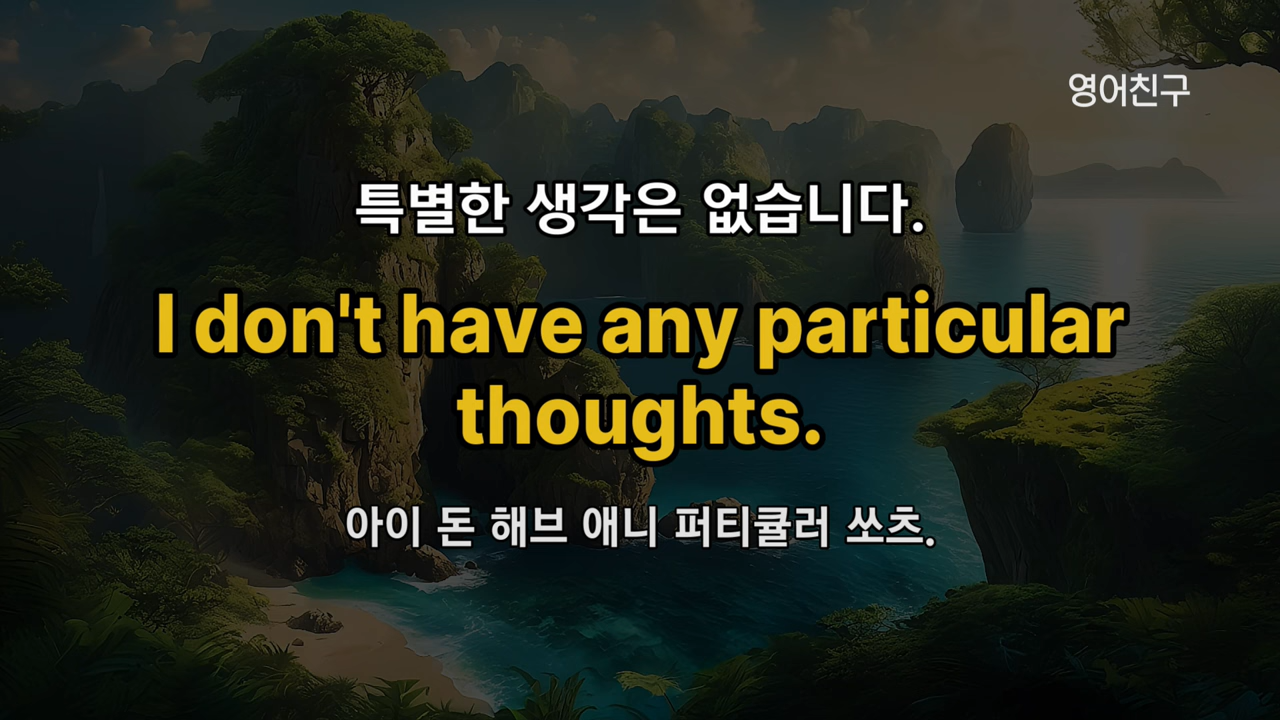 영어친구
특별한 생각은 없습니다.
I don't have any particular
thoughts.
아이 돈 해브 애니 퍼티큘러 쏘츠.